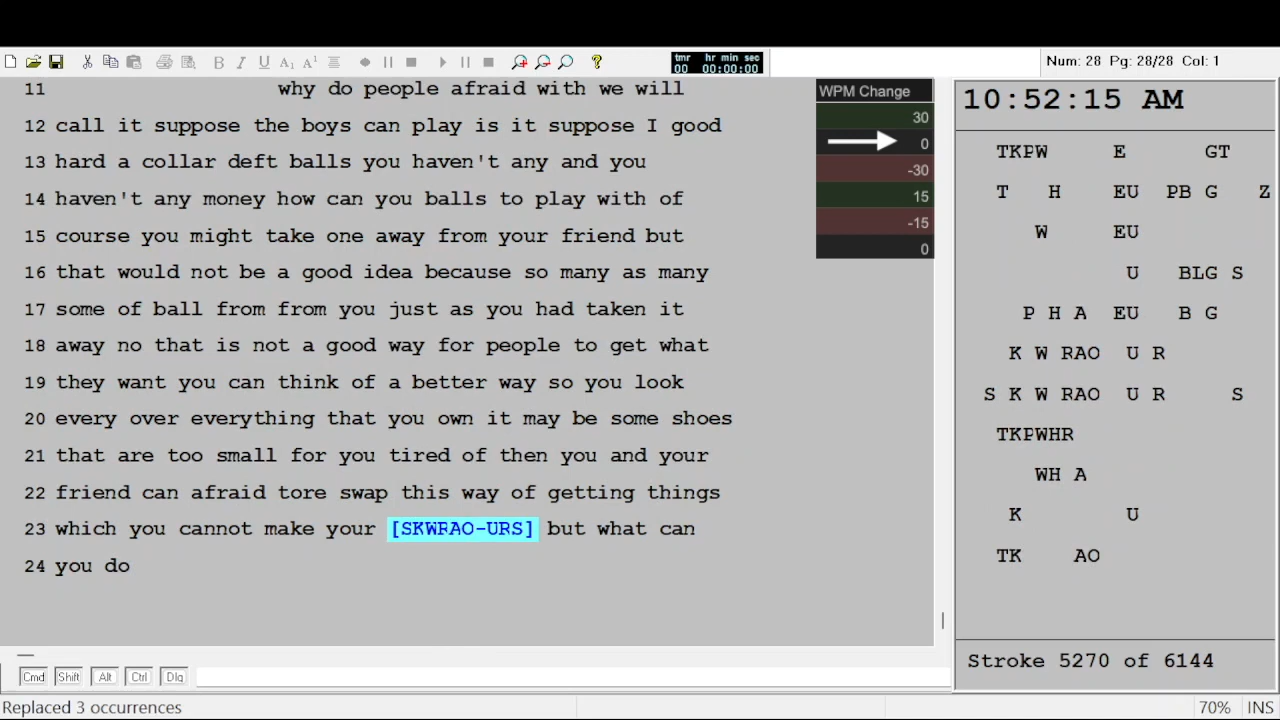 tmr hr min sec
00 00:00:00
Num: 28 Pg: 28/28 Col: 1
11 why do people afraid with we will
12 call it suppose the boys can play is it suppose I good
13 hard a collar deft balls you haven't any and you
14 haven't any money how can you balls to play with of
15 course you might take one away from your friend but
16 that would not be a good idea because so many as many
17 some of ball from from you just as you had taken it
18 away no that is not a good way for people to get what
19 they want you can think of a better way so you look
20 every over everything that you own it may be some shoes
21 that are too small for you tired of then you and your
22 friend can afraid tore swap this way of getting things
23 which you cannot make your [SKWRAO-URS] but what can
24 you do
WPM Change
30
0
-30
15
-15
0
10:52:15 AM
TKPW E GT
T H EU PB G Z
W EU
U BLG S
P H A EU B G
K W RAO U R
S K W RAO U R S
TKPWHR
WH A
K U
TK AO
Stroke 5270 of 6144
Cmd Shift Alt Ctrl Dlg
Replaced 3 occurrences
70% INS